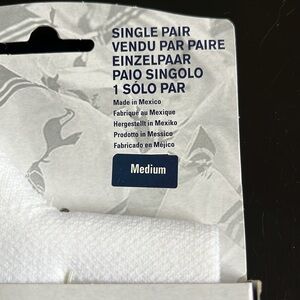 SINGLE PAIR
VENDU PAR PAIRE
EINZELPAAR
PAIO SINGOLO
1 SÓLO PAR
Made in Mexico
Fabriqué au Mexique
Hergestellt in Mexiko
Prodotto in Messico
Fabricado en Méjico
Medium